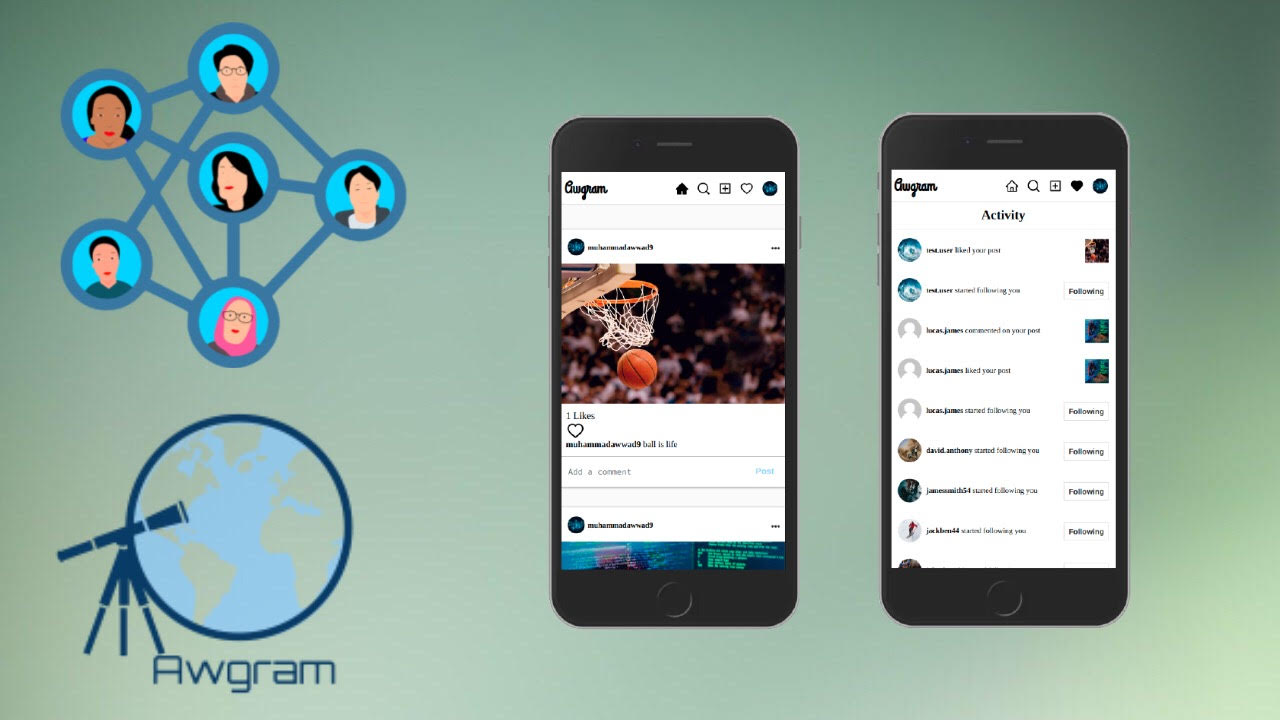 Awgram
Awgram
muhammadawwad9
1 Likes
muhammadawwad9 ball is life
Add a comment
Post
muhammadawwad9
Awgram
Activity
test.user liked your post
test.user started following you
Following
lucas.james commented on your post
lucas.james liked your post
lucas.james started following you
Following
david.anthony started following you
Following
jamessmith54 started following you
Following
jackben44 started following you
Following